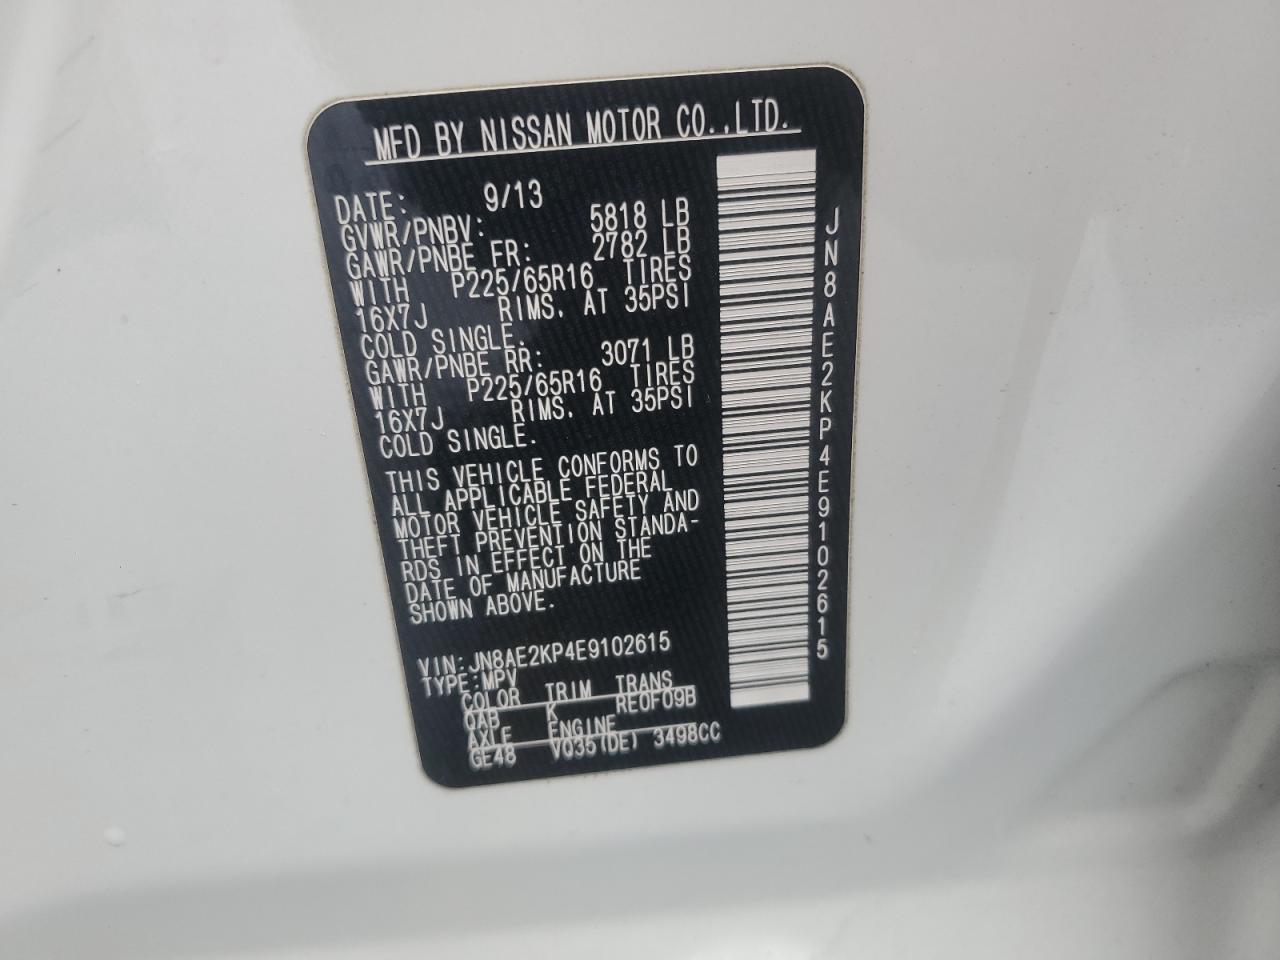 MFD BY NISSAN MOTOR CO.,LTD.
DATE: 9/13
GVWR/PNBV: 5818 LB
GAWR/PNBE FR: 2782 LB
WITH P225/65R16 TIRES
16X7J RIMS. AT 35PSI
COLD SINGLE.
GAWR/PNBE RR: 3071 LB
WITH P225/65R16 TIRES
16X7J RIMS. AT 35PSI
COLD SINGLE.
THIS VEHICLE CONFORMS TO
ALL APPLICABLE FEDERAL
MOTOR VEHICLE SAFETY AND
THEFT PREVENTION STANDA-
RDS IN EFFECT ON THE
DATE OF MANUFACTURE
SHOWN ABOVE.
VIN:JN8AE2KP4E9102615
TYPE:MPV
COLOR TRIM TRANS
QAB K RE0F09B
AXLE ENGINE
GE48 VQ35(DE) 3498CC
JN8AE2KP4E9102615